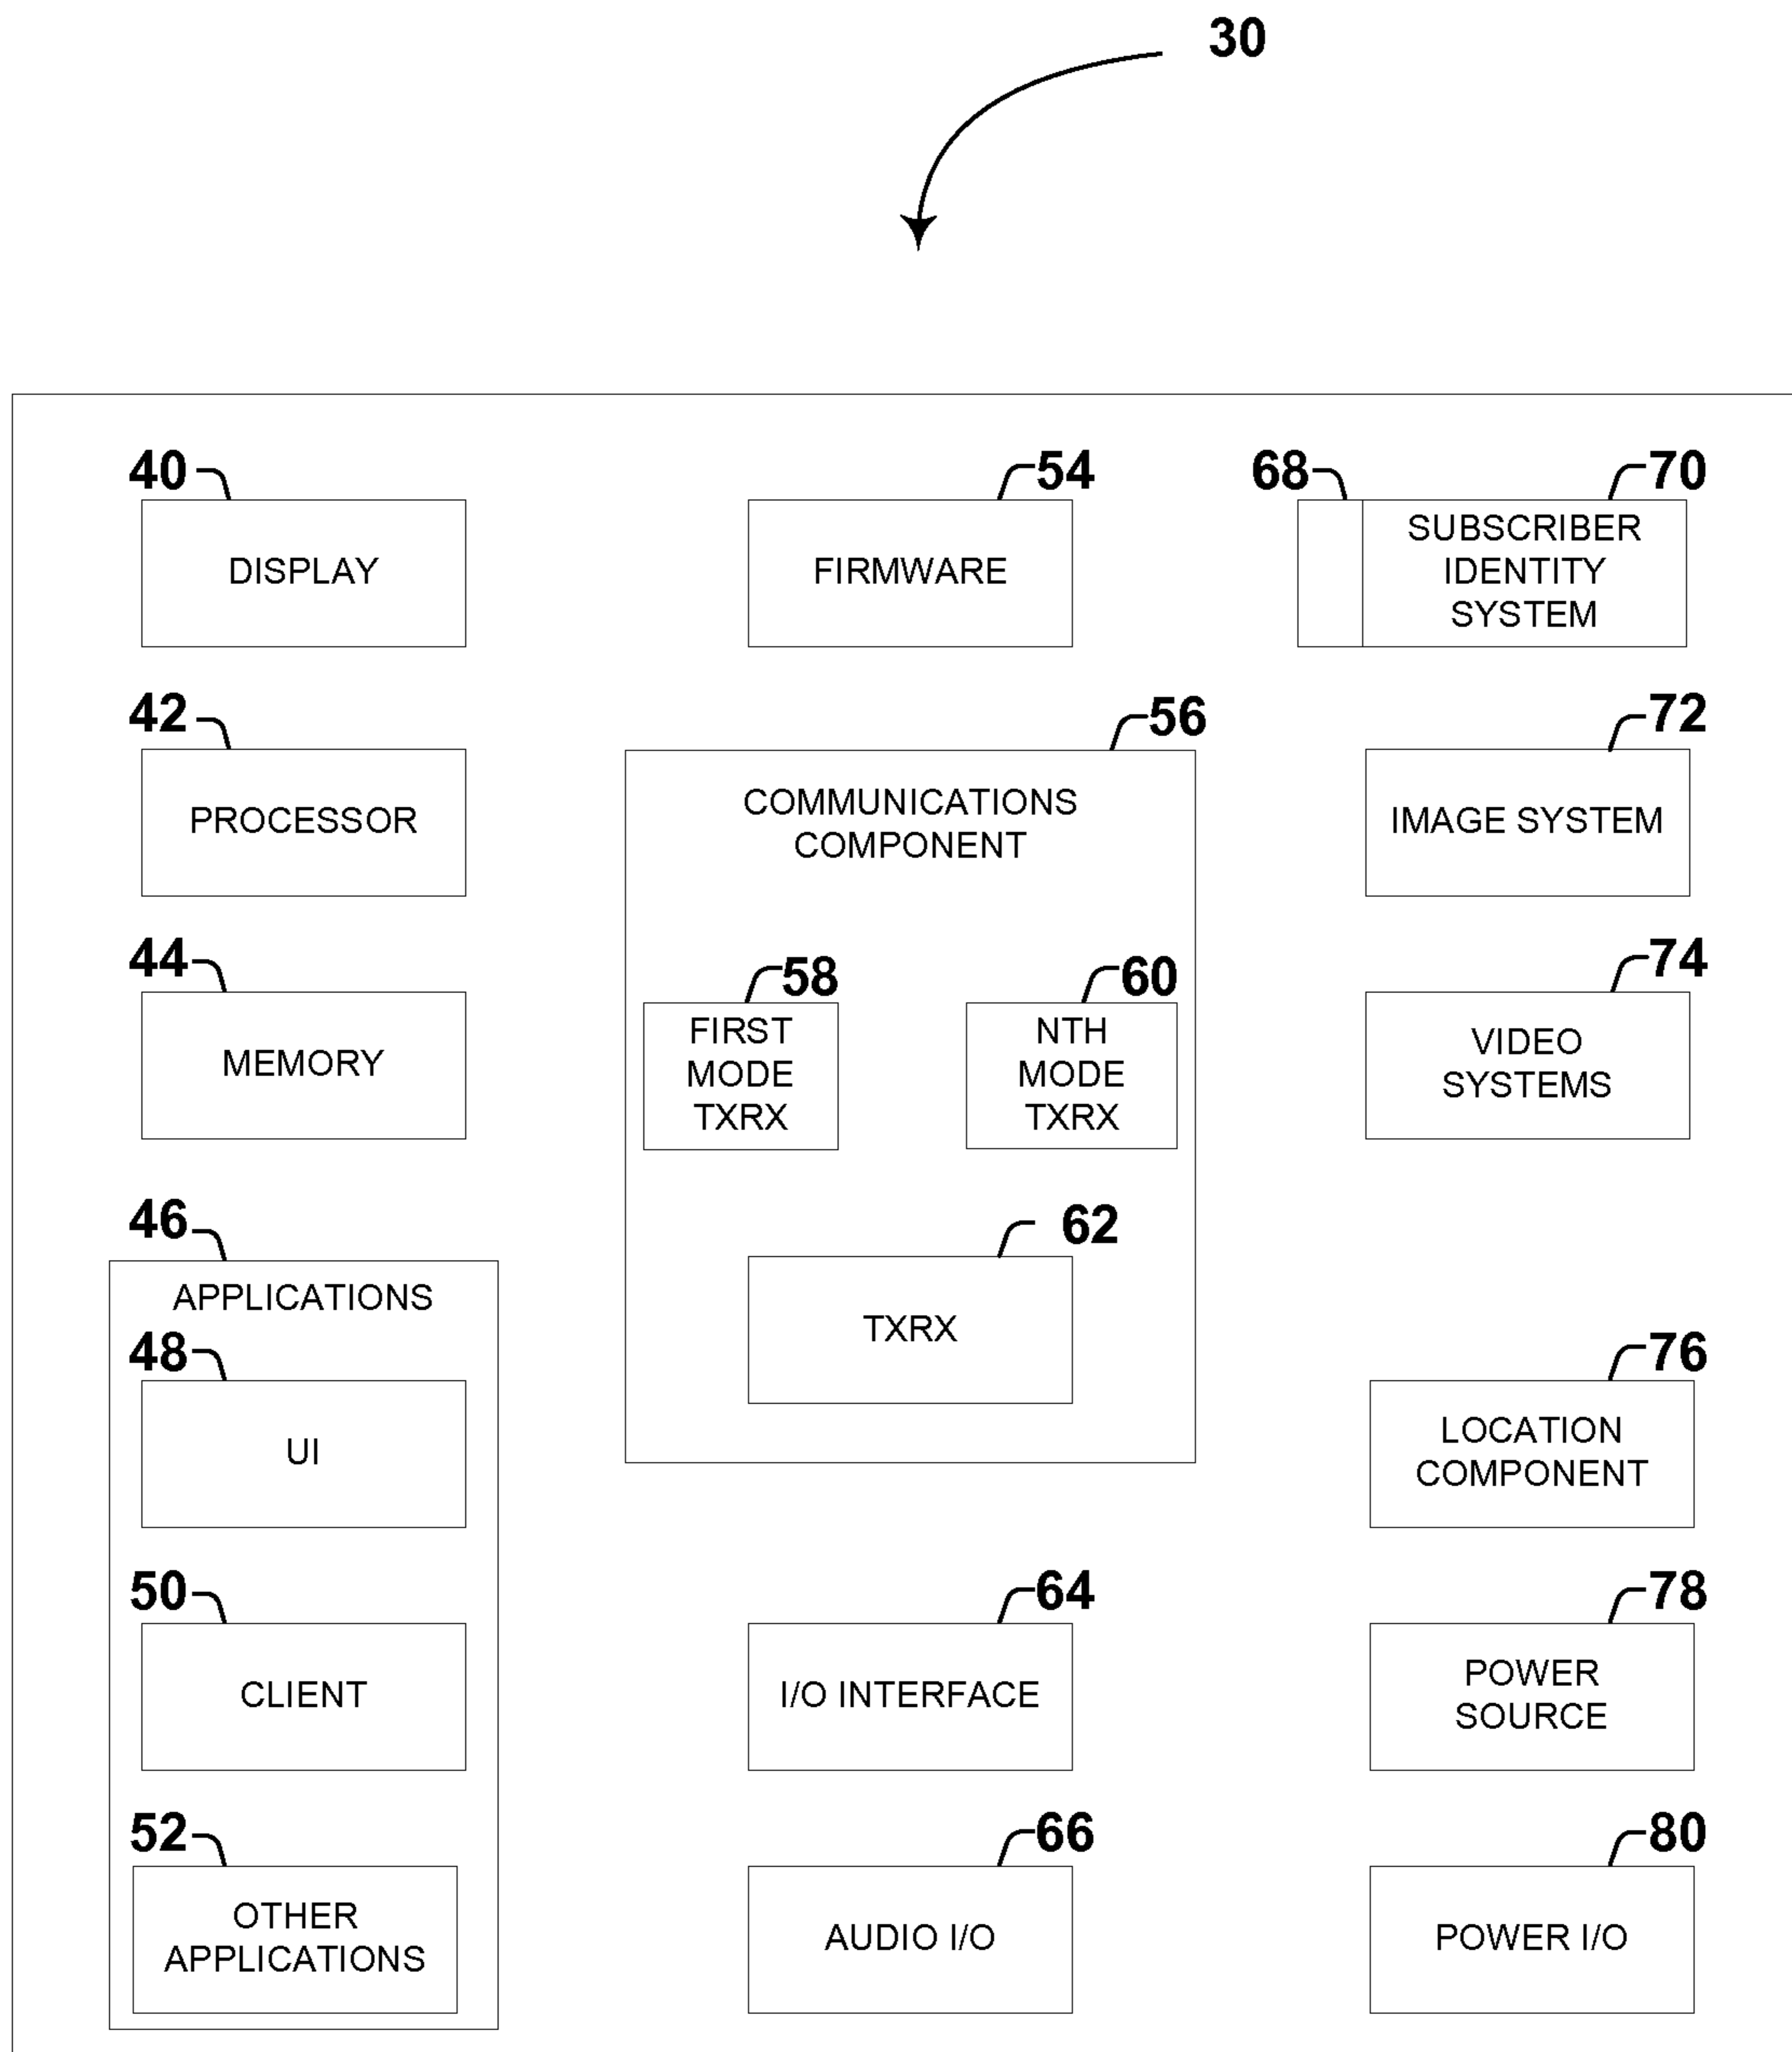 30
40
DISPLAY
54
FIRMWARE
68
70
SUBSCRIBER
IDENTITY
SYSTEM
42
PROCESSOR
56
COMMUNICATIONS
COMPONENT
72
IMAGE SYSTEM
44
MEMORY
58
FIRST
MODE
TXRX
60
NTH
MODE
TXRX
74
VIDEO
SYSTEMS
46
APPLICATIONS
62
TXRX
48
UI
76
LOCATION
COMPONENT
50
CLIENT
64
I/O INTERFACE
78
POWER
SOURCE
52
OTHER
APPLICATIONS
66
AUDIO I/O
80
POWER I/O